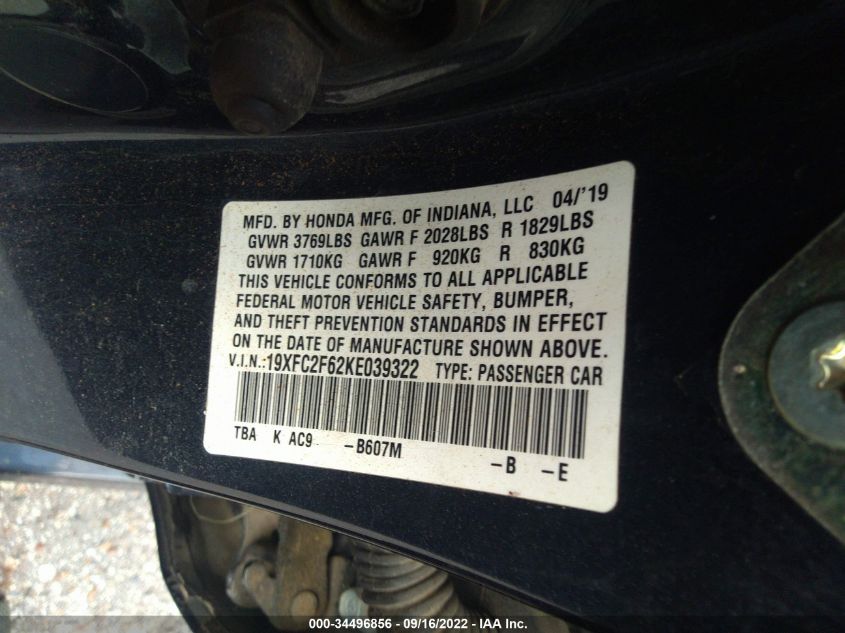 MFD. BY HONDA MFG. OF INDIANA, LLC 04/'19
GVWR 3769LBS GAWR F 2028LBS R 1829LBS
GVWR 1710KG GAWR F 920KG R 830KG
THIS VEHICLE CONFORMS TO ALL APPLICABLE
FEDERAL MOTOR VEHICLE SAFETY, BUMPER,
AND THEFT PREVENTION STANDARDS IN EFFECT
ON THE DATE OF MANUFACTURE SHOWN ABOVE.
V.I.N.:19XFC2F62KE039322 TYPE: PASSENGER CAR
TBA K AC9 -B607M -B -E
000-34496856 - 09/16/2022 - IAA Inc.